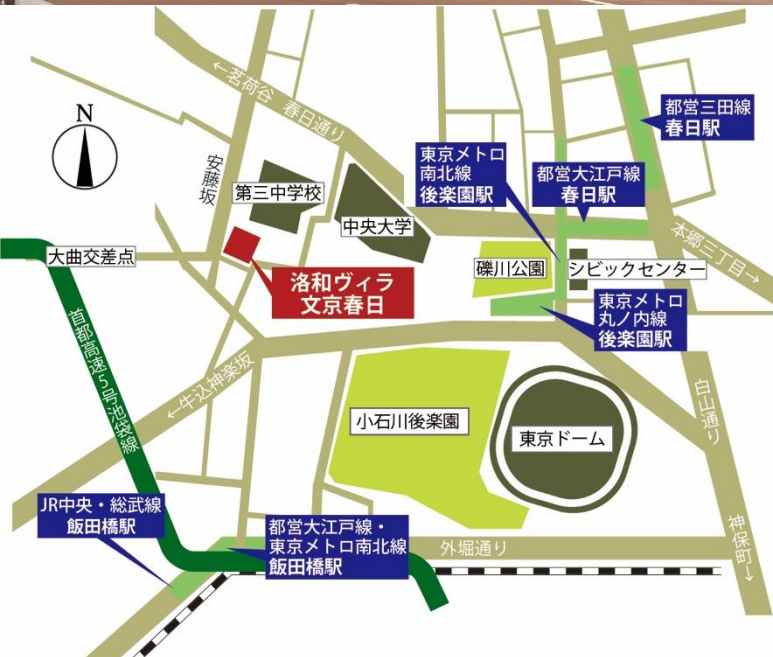 ←茗荷谷 春日通り
都営三田線
春日駅
N
安藤坂
第三中学校
中央大学
東京メトロ
南北線
後楽園駅
都営大江戸線
春日駅
本郷三丁目→
大曲交差点
洛和ヴィラ
文京春日
礫川公園
シビックセンター
東京メトロ
丸ノ内線
後楽園駅
首都高速5号池袋線
←牛込神楽坂
小石川後楽園
東京ドーム
白山通り
JR中央・総武線
飯田橋駅
都営大江戸線・
東京メトロ南北線
飯田橋駅
外堀通り
神保町→